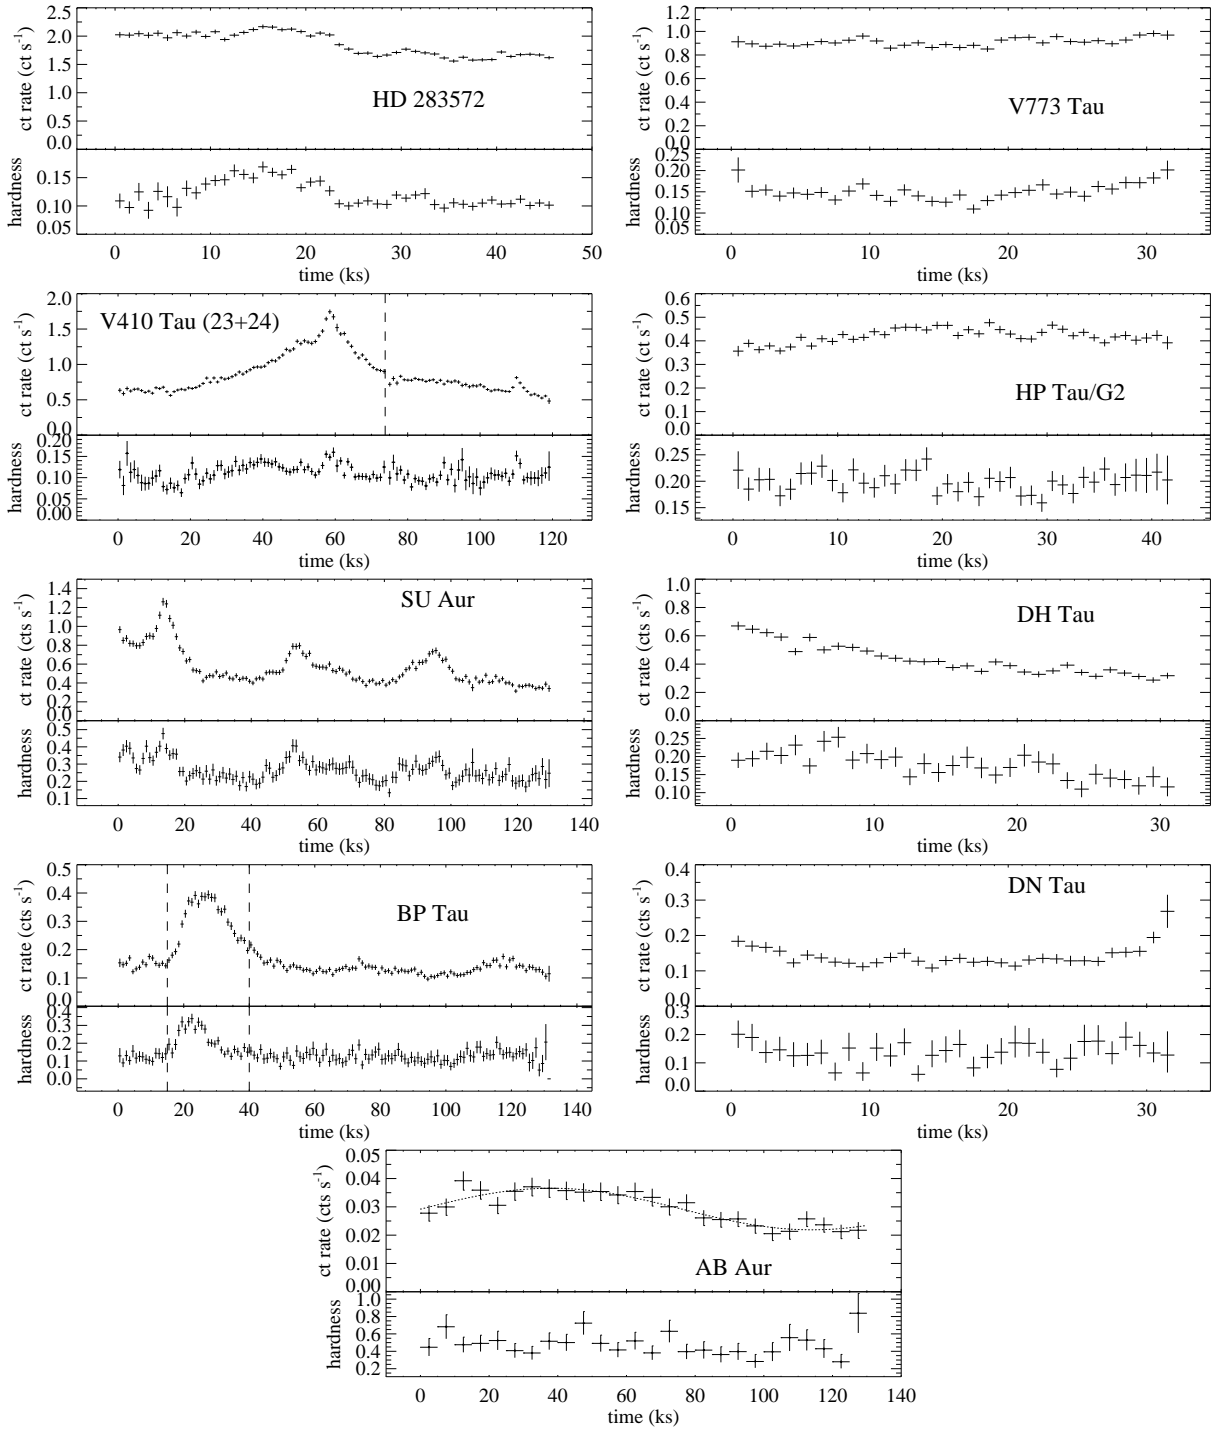 2.5
2.0
1.5
1.0
0.5
0.0
ct rate (ct s⁻¹)
HD 283572
0.15
0.10
0.05
hardness
0 10 20 30 40 50
time (ks)
1.2
1.0
0.8
0.6
0.4
0.2
0.0
ct rate (ct s⁻¹)
V773 Tau
0.25
0.20
0.15
0.10
0.05
hardness
0 10 20 30
time (ks)
2.0
1.5
1.0
0.5
0.0
ct rate (ct s⁻¹)
V410 Tau (23+24)
0.20
0.15
0.10
0.05
0.00
hardness
0 20 40 60 80 100 120
time (ks)
0.6
0.5
0.4
0.3
0.2
0.1
0.0
ct rate (ct s⁻¹)
HP Tau/G2
0.25
0.20
0.15
hardness
0 10 20 30 40
time (ks)
1.4
1.2
1.0
0.8
0.6
0.4
0.2
0.0
ct rate (cts s⁻¹)
SU Aur
0.5
0.4
0.3
0.2
0.1
hardness
0 20 40 60 80 100 120 140
time (ks)
1.0
0.8
0.6
0.4
0.2
0.0
ct rate (cts s⁻¹)
DH Tau
0.25
0.20
0.15
0.10
hardness
0 10 20 30
time (ks)
0.5
0.4
0.3
0.2
0.1
0.0
ct rate (cts s⁻¹)
BP Tau
0.4
0.3
0.2
0.1
0.0
hardness
0 20 40 60 80 100 120 140
time (ks)
0.4
0.3
0.2
0.1
0.0
ct rate (cts s⁻¹)
DN Tau
0.3
0.2
0.1
0.0
hardness
0 10 20 30
time (ks)
0.05
0.04
0.03
0.02
0.01
0.00
ct rate (cts s⁻¹)
AB Aur
1.0
0.8
0.6
0.4
0.2
hardness
0 20 40 60 80 100 120 140
time (ks)